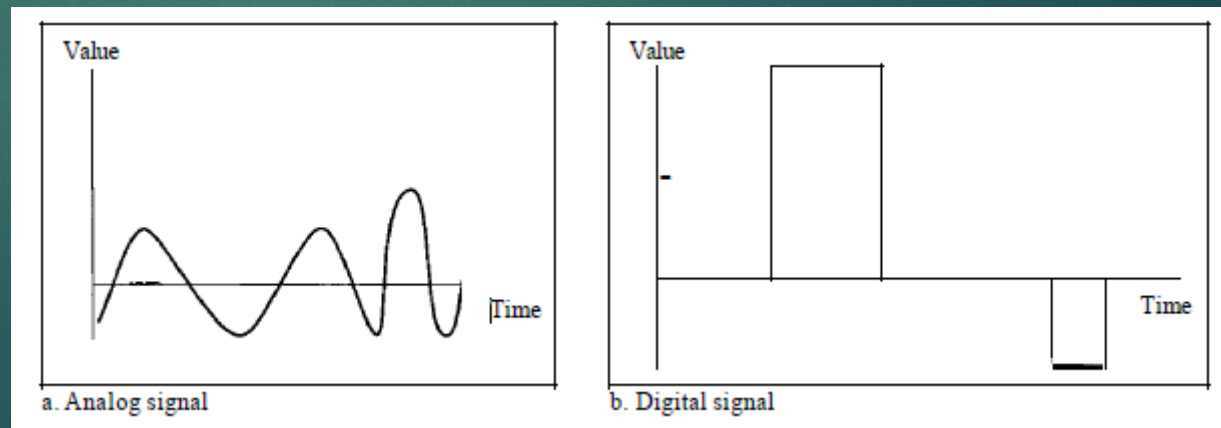 Value
Time
a. Analog signal
Value
Time
b. Digital signal